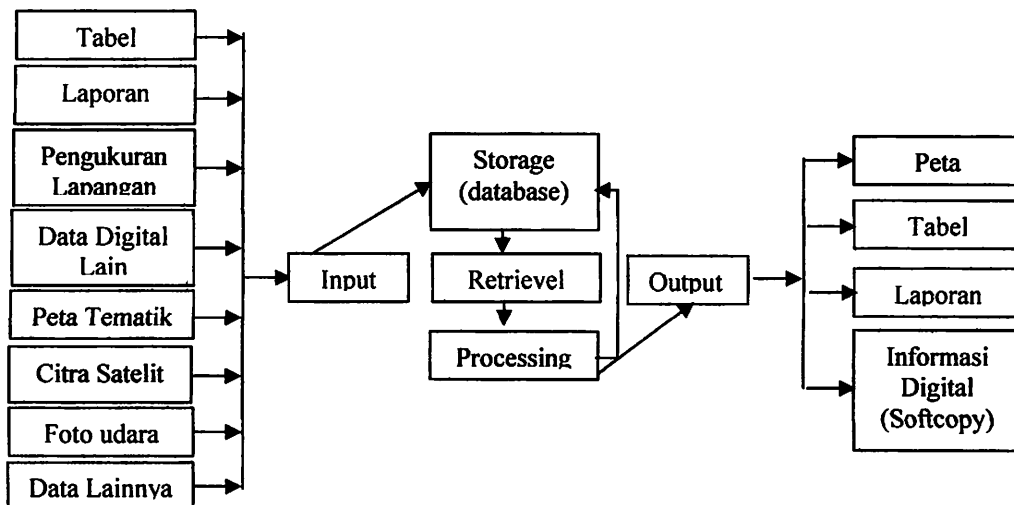 Tabel
Laporan
Pengukuran
Lapangan
Data Digital
Lain
Peta Tematik
Citra Satelit
Foto udara
Data Lainnya
Input
Storage
(database)
Retrievel
Processing
Output
Peta
Tabel
Laporan
Informasi
Digital
(Softcopy)